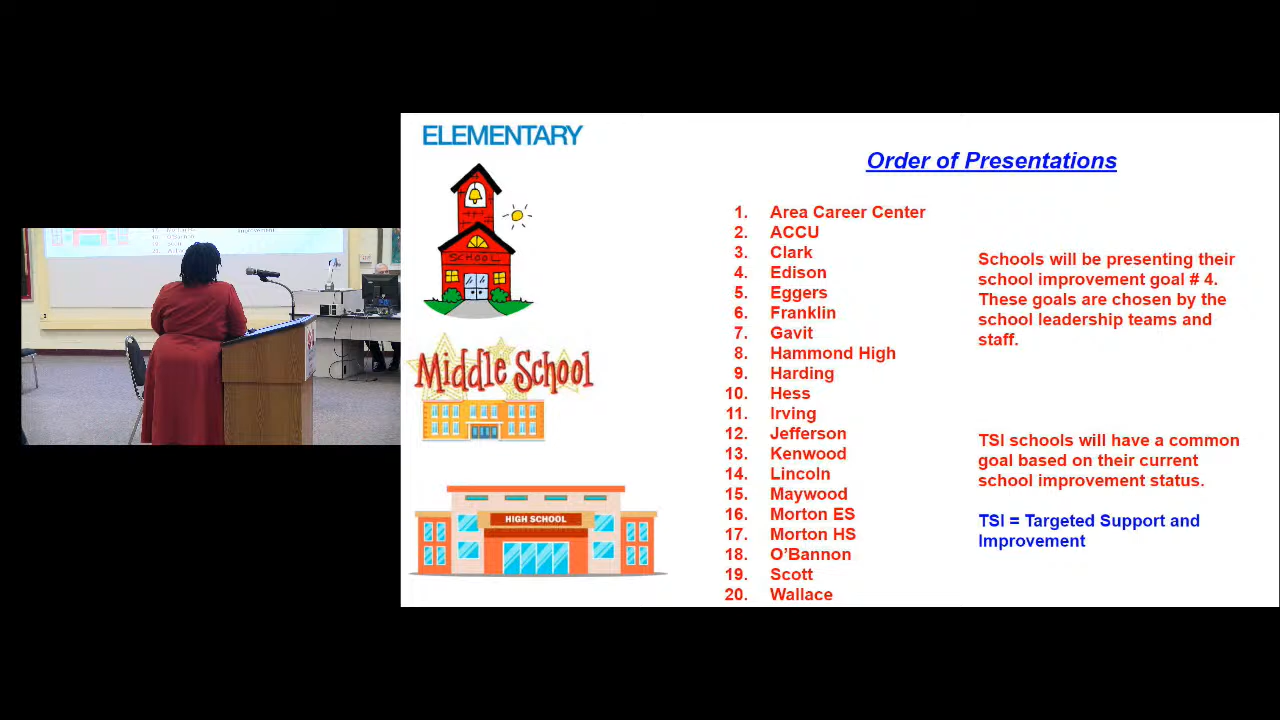 ELEMENTARY
SCHOOL
Middle School
HIGH SCHOOL
Order of Presentations
1. Area Career Center
2. ACCU
3. Clark
4. Edison
5. Eggers
6. Franklin
7. Gavit
8. Hammond High
9. Harding
10. Hess
11. Irving
12. Jefferson
13. Kenwood
14. Lincoln
15. Maywood
16. Morton ES
17. Morton HS
18. O'Bannon
19. Scott
20. Wallace
Schools will be presenting their
school improvement goal # 4.
These goals are chosen by the
school leadership teams and
staff.
TSI schools will have a common
goal based on their current
school improvement status.
TSI = Targeted Support and
Improvement